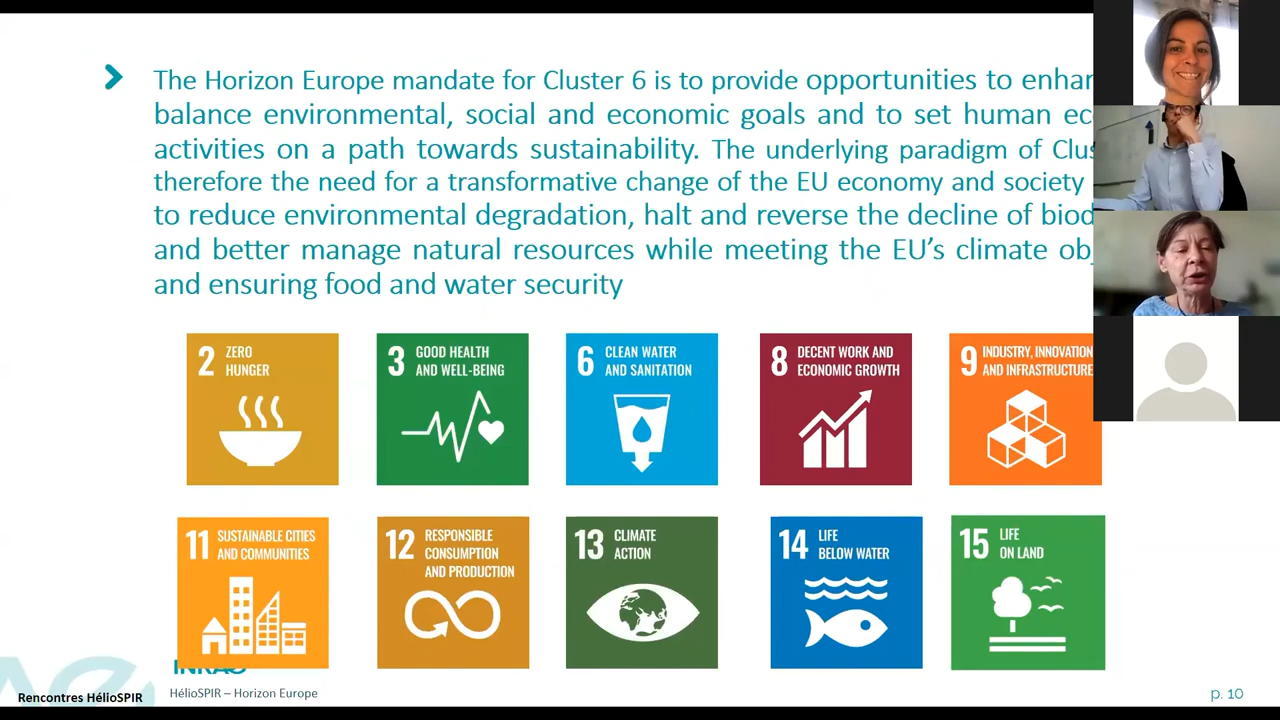 The Horizon Europe mandate for Cluster 6 is to provide opportunities to
balance environmental, social and economic goals and to set human
activities on a path towards sustainability. The underlying paradigm of
therefore the need for a transformative change of the EU economy and society
to reduce environmental degradation, halt and reverse the decline of
and better manage natural resources while meeting the EU's climate
and ensuring food and water security
2 ZERO
HUNGER
3 GOOD HEALTH
AND WELL-BEING
6 CLEAN WATER
AND SANITATION
8 DECENT WORK AND
ECONOMIC GROWTH
9 INDUSTRY, INNOVATION
AND INFRASTRUCTURE
11 SUSTAINABLE CITIES
AND COMMUNITIES
12 RESPONSIBLE
CONSUMPTION
AND PRODUCTION
13 CLIMATE
ACTION
14 LIFE
BELOW WATER
15 LIFE
ON LAND
INRAE
Rencontres HélioSPIR
HélioSPIR – Horizon Europe
p. 10